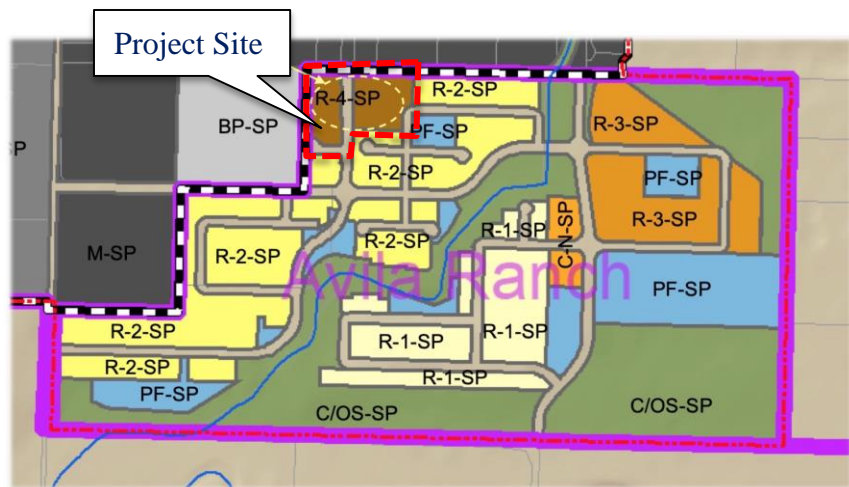 Project Site
R-4-SP
R-2-SP
BP-SP
PF-SP
R-3-SP
SP
R-2-SP
PF-SP
R-3-SP
R-1-SP
C-N-SP
R-2-SP
M-SP
R-2-SP
Avila Ranch
PF-SP
R-2-SP
R-1-SP
R-1-SP
R-2-SP
R-1-SP
PF-SP
C/OS-SP
C/OS-SP